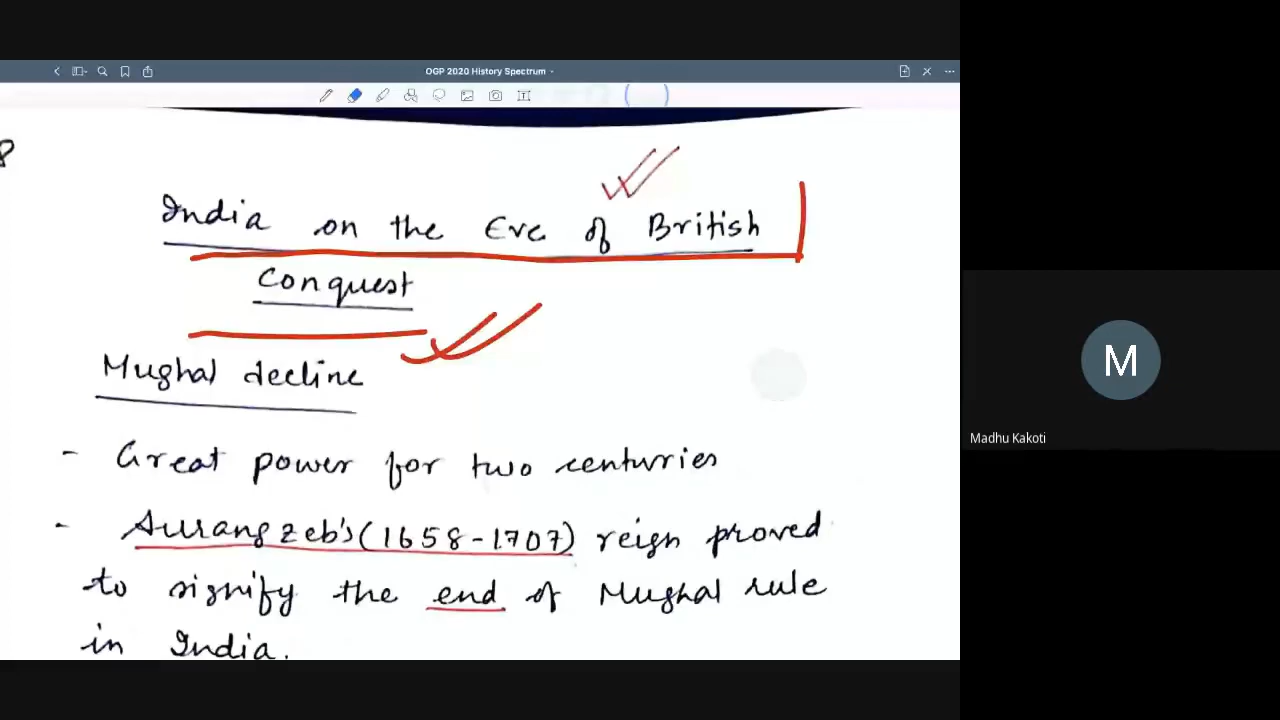 OGP 2020 History Spectrum
India on the Eve of British
Conquest
Mughal decline
- Great power for two centuries
- Aurangzeb's (1658-1707) reign proved
to signify the end of Mughal rule
in India.
M
Madhu Kakoti